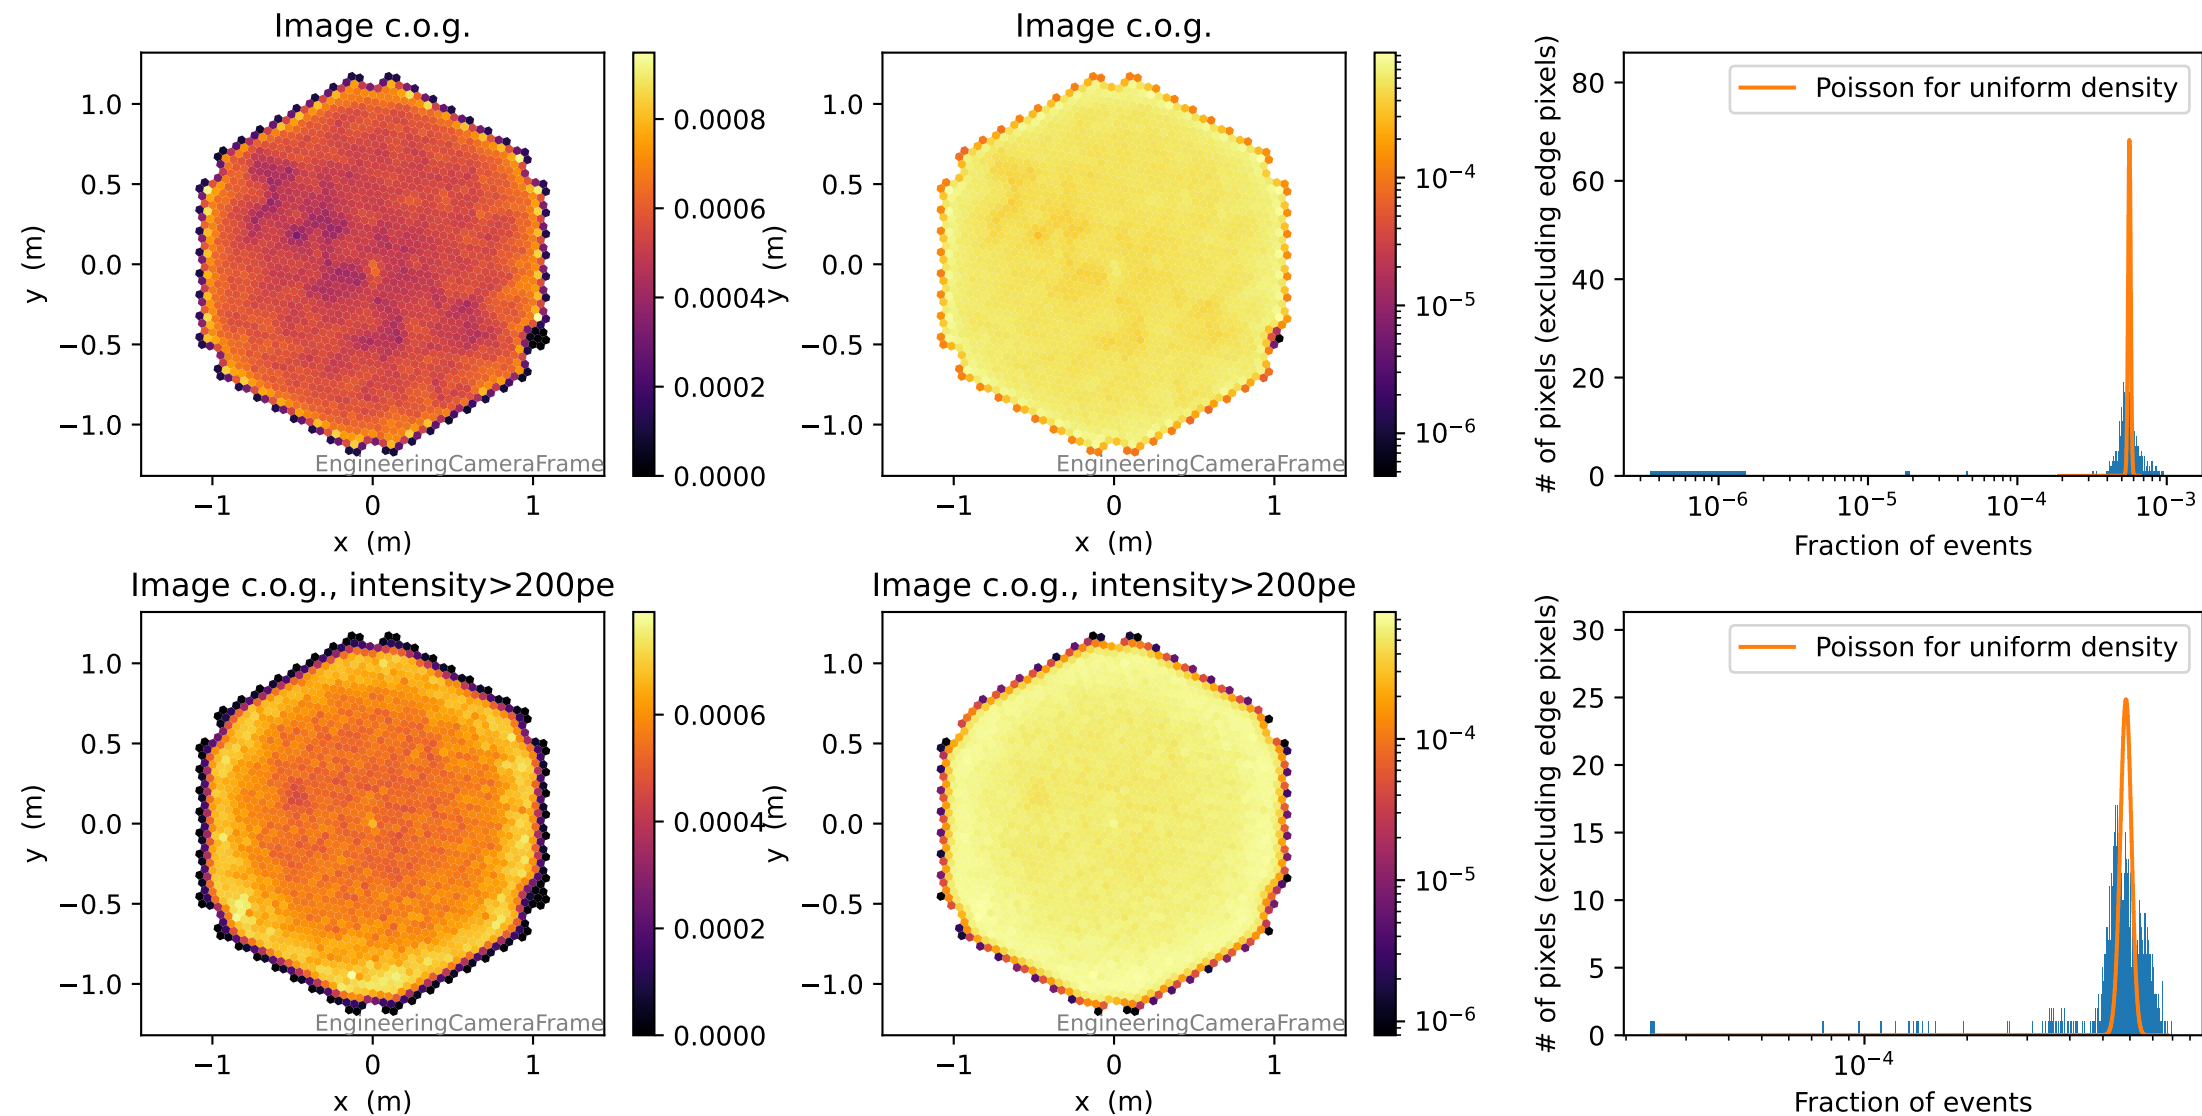 Image c.o.g.
1.0
0.5
0.0
−0.5
−1.0
y (m)
−1
0
1
x (m)
EngineeringCameraFrame
0.0008
0.0006
0.0004
0.0002
0.0000
Image c.o.g.
1.0
0.5
0.0
−0.5
−1.0
y (m)
−1
0
1
x (m)
EngineeringCameraFrame
10⁻⁴
10⁻⁵
10⁻⁶
# of pixels (excluding edge pixels)
80
60
40
20
0
Poisson for uniform density
10⁻⁶
10⁻⁵
10⁻⁴
10⁻³
Fraction of events
Image c.o.g., intensity>200pe
1.0
0.5
0.0
−0.5
−1.0
y (m)
−1
0
1
x (m)
EngineeringCameraFrame
0.0006
0.0004
0.0002
0.0000
Image c.o.g., intensity>200pe
1.0
0.5
0.0
−0.5
−1.0
y (m)
−1
0
1
x (m)
EngineeringCameraFrame
10⁻⁴
10⁻⁵
10⁻⁶
# of pixels (excluding edge pixels)
30
25
20
15
10
5
0
Poisson for uniform density
10⁻⁴
Fraction of events